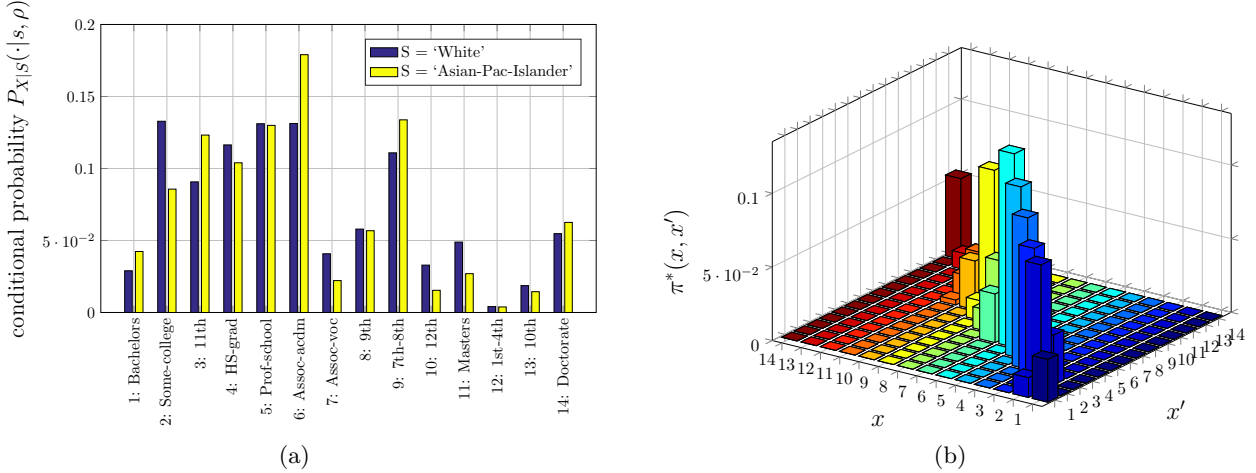 conditional probability P_{X|S}(·|s, ρ)
0.2
0.15
0.1
5 · 10⁻²
0
S = ‘White’
S = ‘Asian-Pac-Islander’
1: Bachelors
2: Some-college
3: 11th
4: HS-grad
5: Prof-school
6: Assoc-acdm
7: Assoc-voc
8: 9th
9: 7th-8th
10: 12th
11: Masters
12: 1st-4th
13: 10th
14: Doctorate
(a)
π*(x, x′)
0.1
5 · 10⁻²
0
14 13 12 11 10 9 8 7 6 5 4 3 2 1
x
1 2 3 4 5 6 7 8 9 10 11 12 13 14
x′
(b)